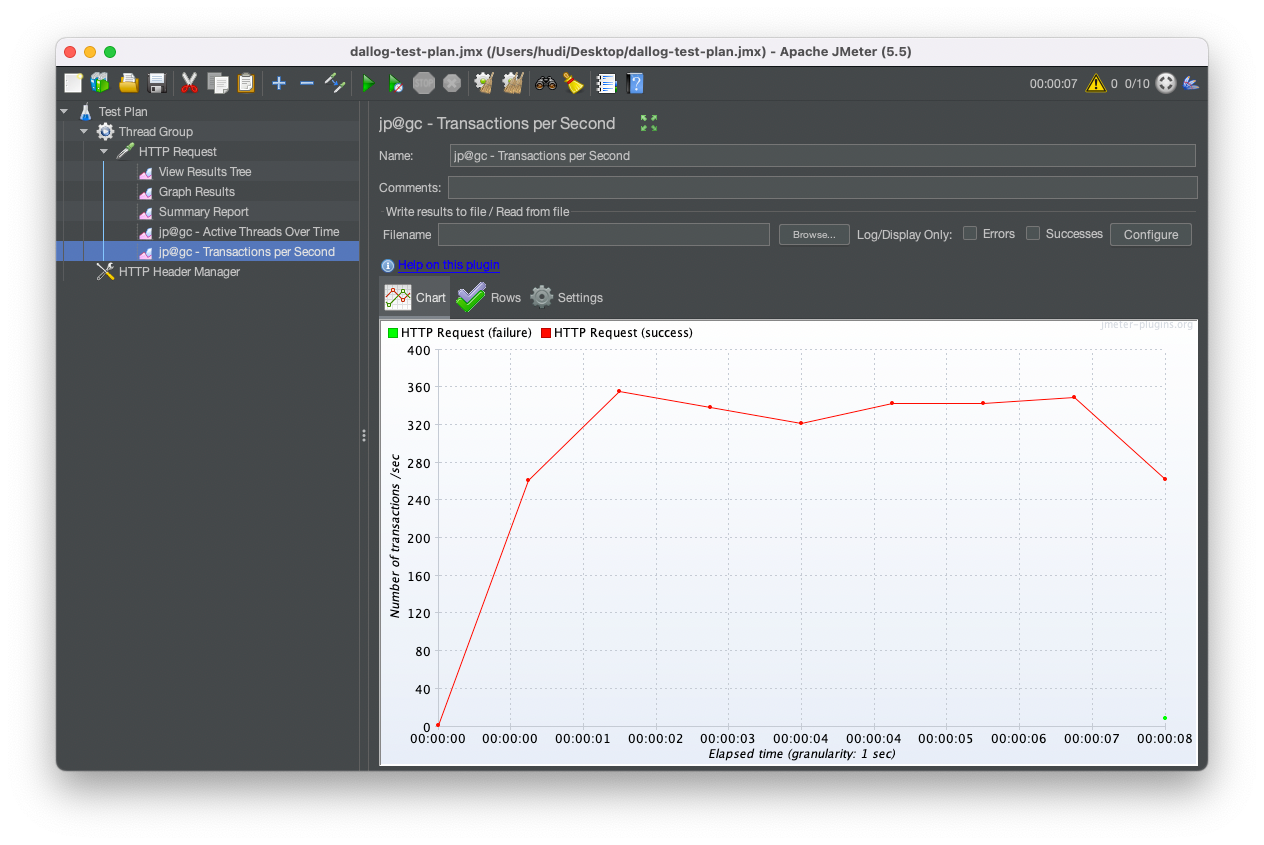 dallog-test-plan.jmx (/Users/hudi/Desktop/dallog-test-plan.jmx) - Apache JMeter (5.5)
STOP 00:00:07 0 0/10
Test Plan
Thread Group
HTTP Request
View Results Tree
Graph Results
Summary Report
jp@gc - Active Threads Over Time
jp@gc - Transactions per Second
HTTP Header Manager
jp@gc - Transactions per Second
Name: jp@gc - Transactions per Second
Comments:
Write results to file / Read from file
Filename Browse... Log/Display Only: Errors Successes Configure
Help on this plugin
Chart Rows Settings
jmeter-plugins.org
HTTP Request (failure) HTTP Request (success)
400
360
320
280
240
200
160
120
80
40
0
Number of transactions /sec
00:00:00 00:00:00 00:00:01 00:00:02 00:00:03 00:00:04 00:00:04 00:00:05 00:00:06 00:00:07 00:00:08
Elapsed time (granularity: 1 sec)